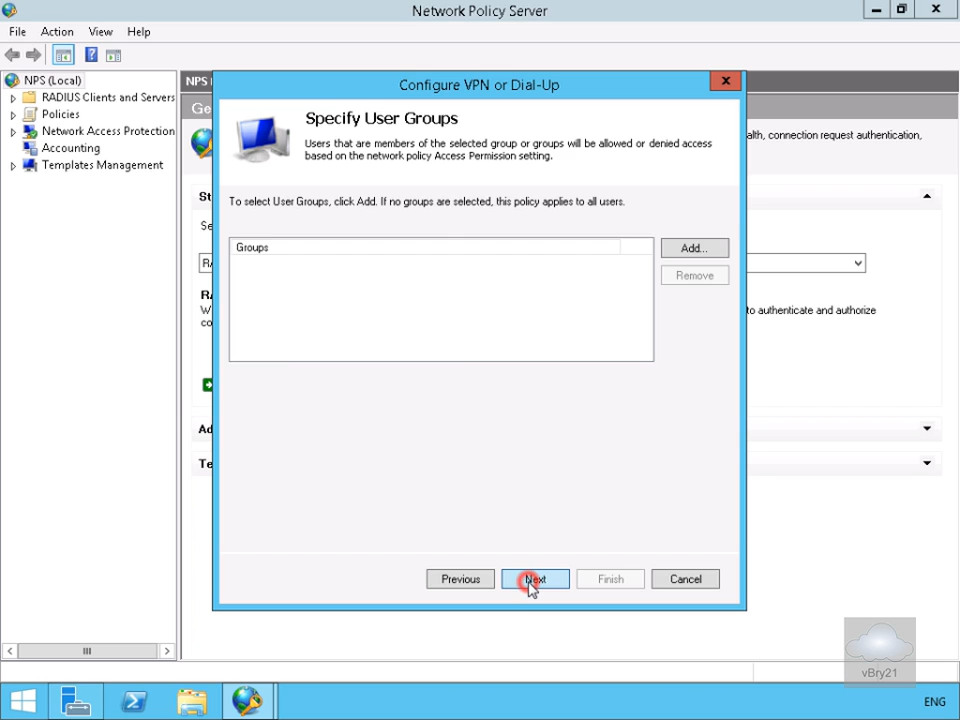 Network Policy Server
File Action View Help
NPS (Local)
RADIUS Clients and Servers
Policies
Network Access Protection
Accounting
Templates Management
NPS
Ge
alth, connection request authentication,
St
Se
RA
RA
W
co
to authenticate and authorize
Ad
Te
Configure VPN or Dial-Up
Specify User Groups
Users that are members of the selected group or groups will be allowed or denied access
based on the network policy Access Permission setting.
To select User Groups, click Add. If no groups are selected, this policy applies to all users.
Groups
Add...
Remove
Previous Next Finish Cancel
vBry21
ENG